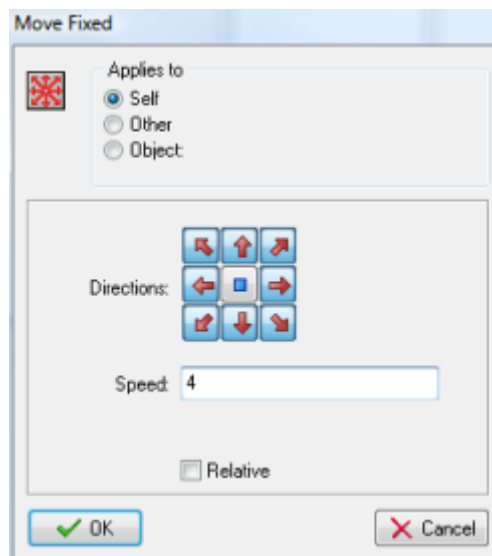 Move Fixed
Applies to
Self
Other
Object:
Directions:
Speed: 4
Relative
OK Cancel